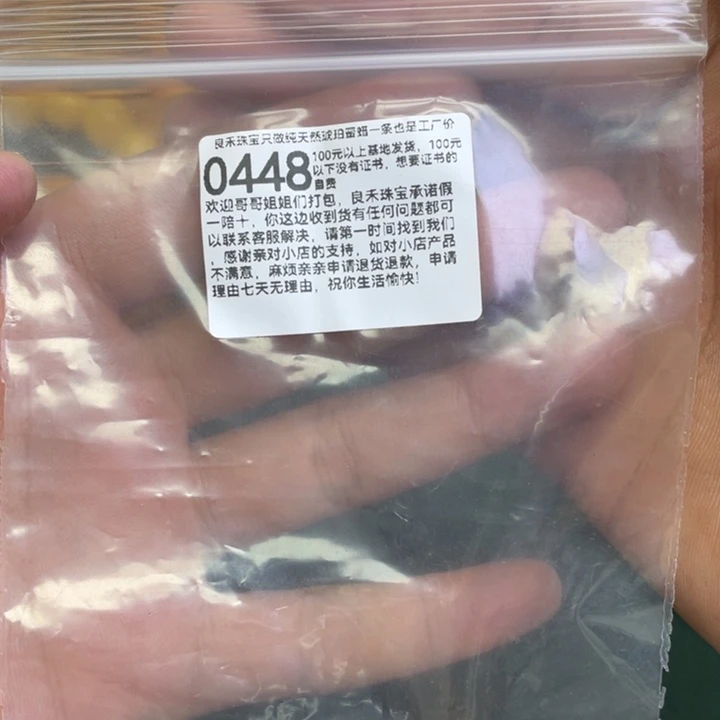 良禾珠宝只做纯天然琥珀蜜蜡一条也是工厂价
0448
100元以上基地发货，100元
以下没有证书，想要证书的
自费
欢迎哥哥姐姐们打包，良禾珠宝承诺假
一赔十，你这边收到货有任何问题都可
以联系客服解决，请第一时间找到我们
，感谢亲对小店的支持，如对小店产品
不满意，麻烦亲亲申请退货退款，申请
理由七天无理由，祝你生活愉快！